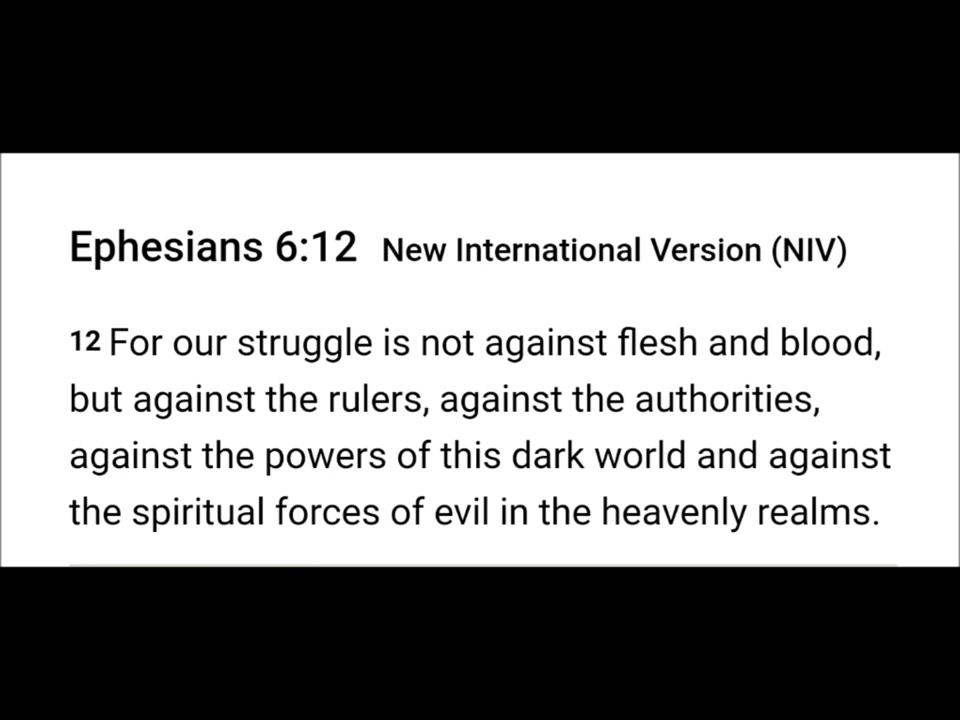 Ephesians 6:12 New International Version (NIV)
12 For our struggle is not against flesh and blood,
but against the rulers, against the authorities,
against the powers of this dark world and against
the spiritual forces of evil in the heavenly realms.